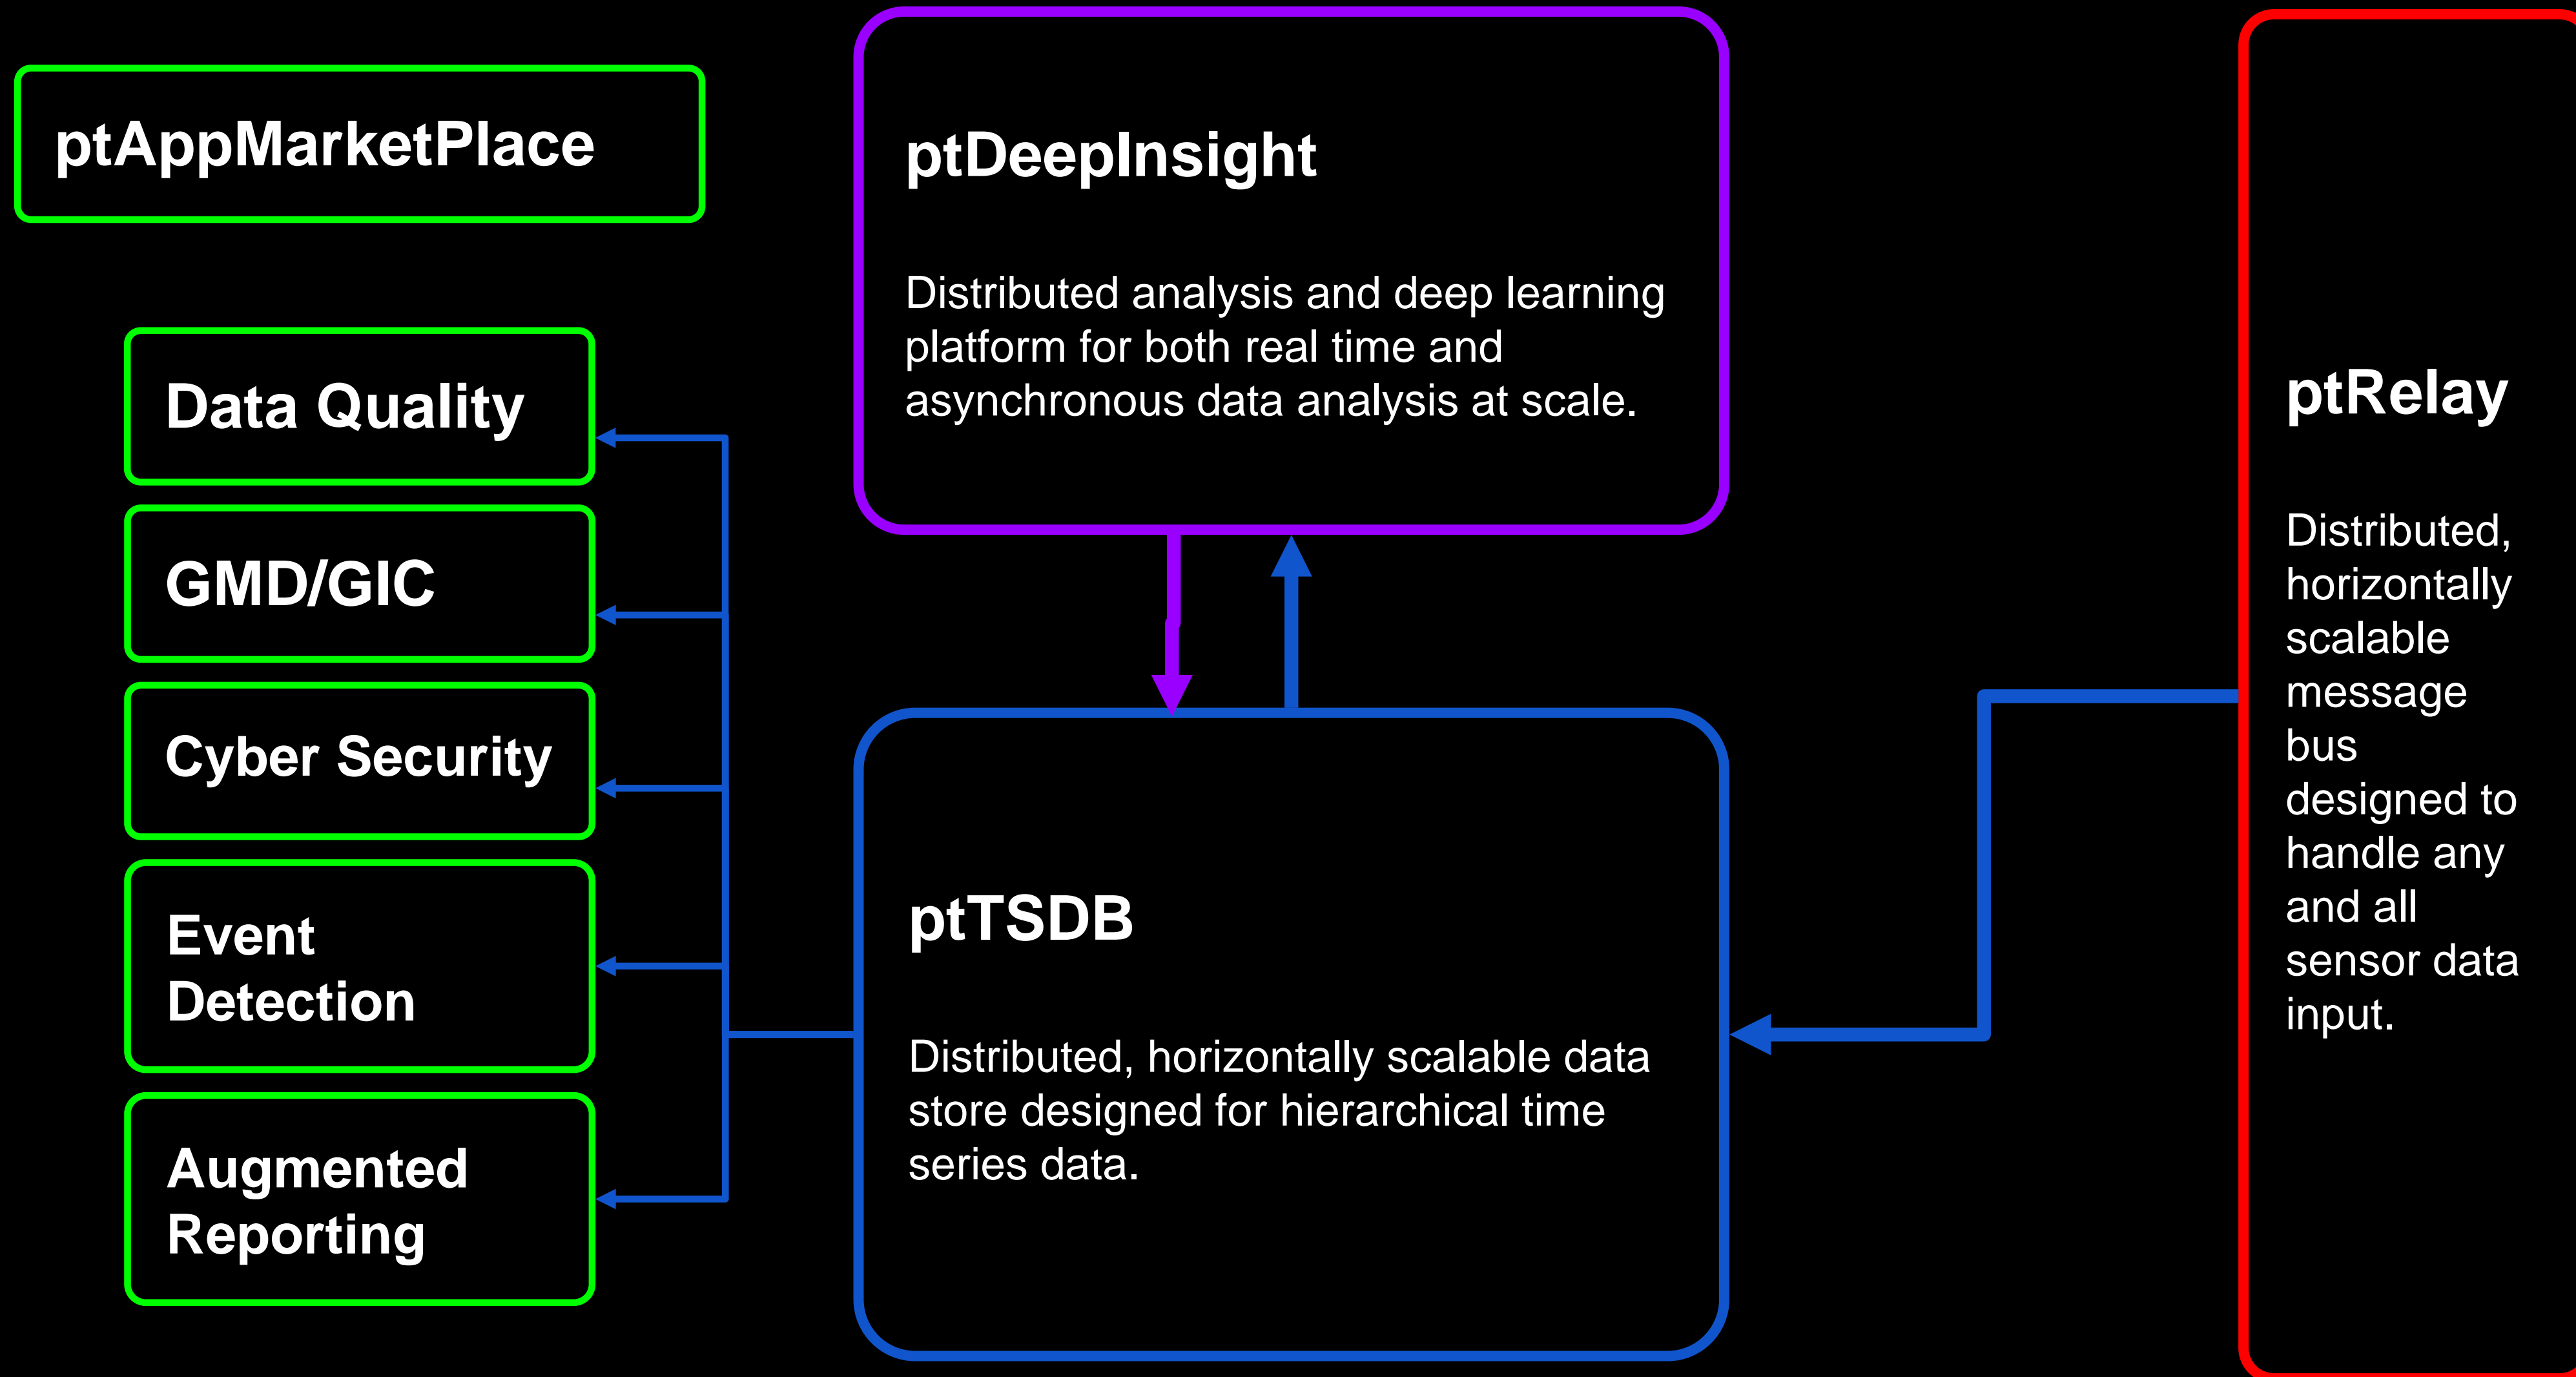 ptAppMarketPlace
Data Quality
GMD/GIC
Cyber Security
Event
Detection
Augmented
Reporting
ptDeepInsight
Distributed analysis and deep learning
platform for both real time and
asynchronous data analysis at scale.
ptTSDB
Distributed, horizontally scalable data
store designed for hierarchical time
series data.
ptRelay
Distributed,
horizontally
scalable
message
bus
designed to
handle any
and all
sensor data
input.